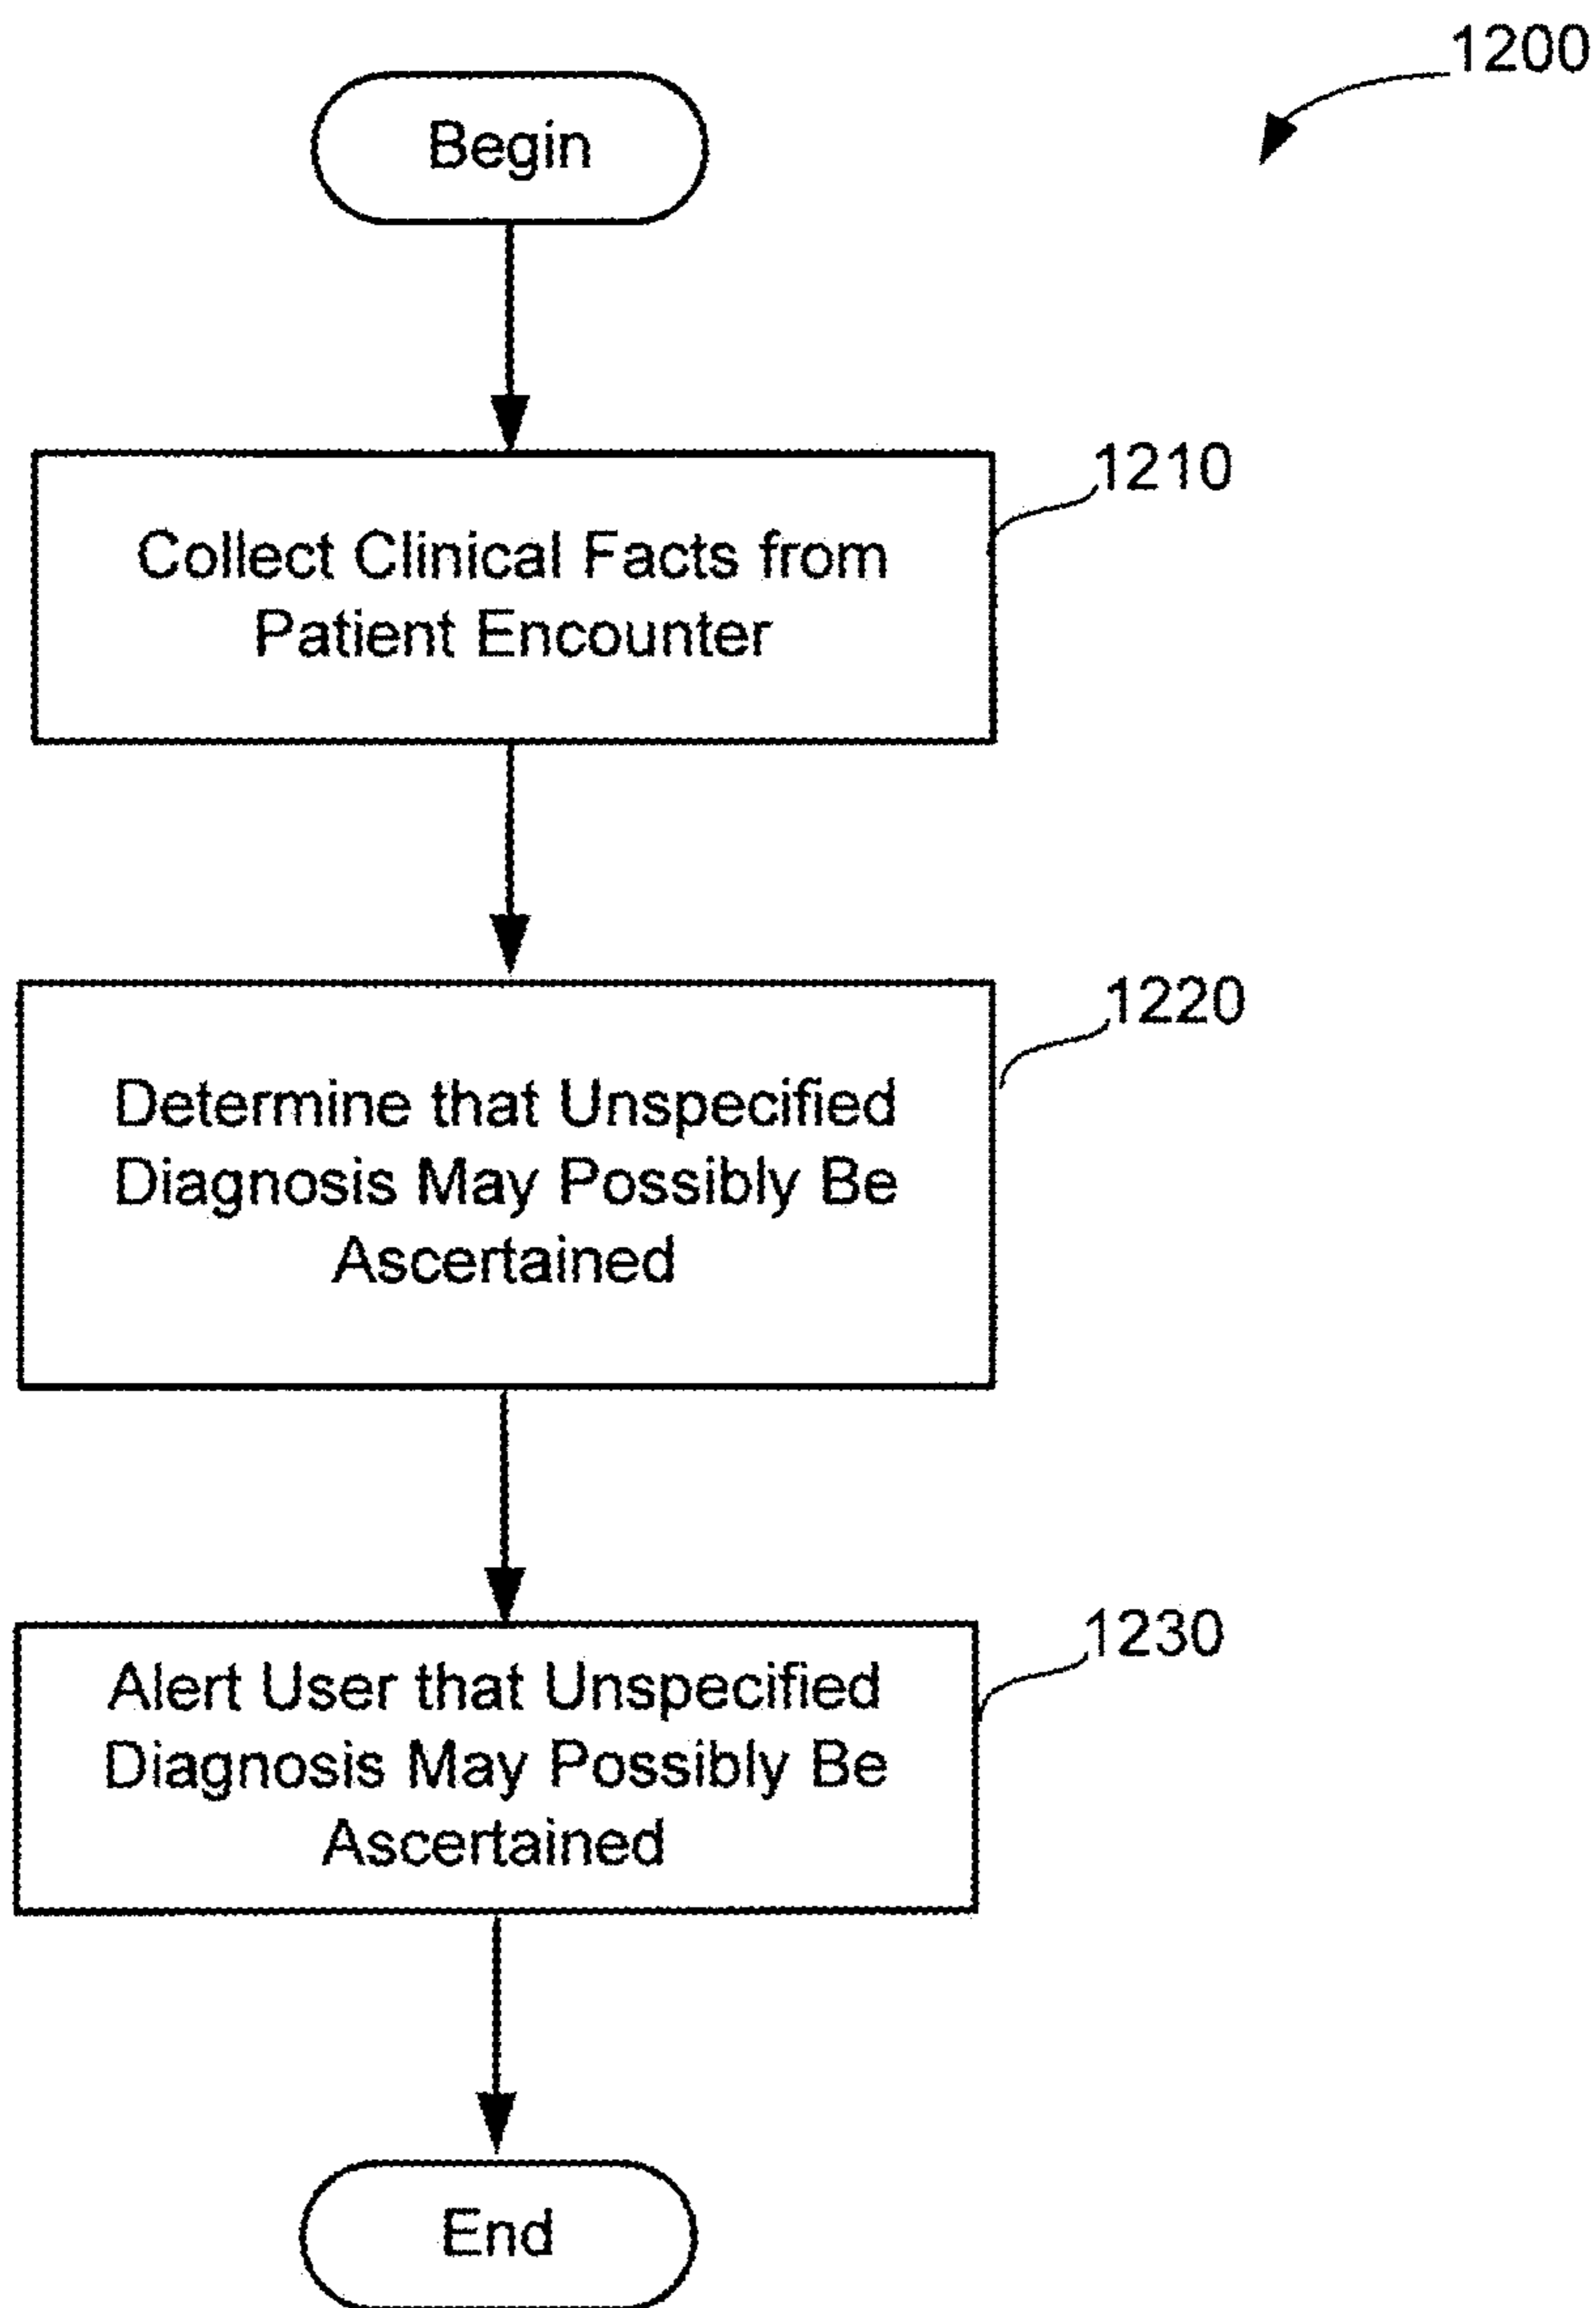 1200
Begin
1210
Collect Clinical Facts from
Patient Encounter
1220
Determine that Unspecified
Diagnosis May Possibly Be
Ascertained
1230
Alert User that Unspecified
Diagnosis May Possibly Be
Ascertained
End